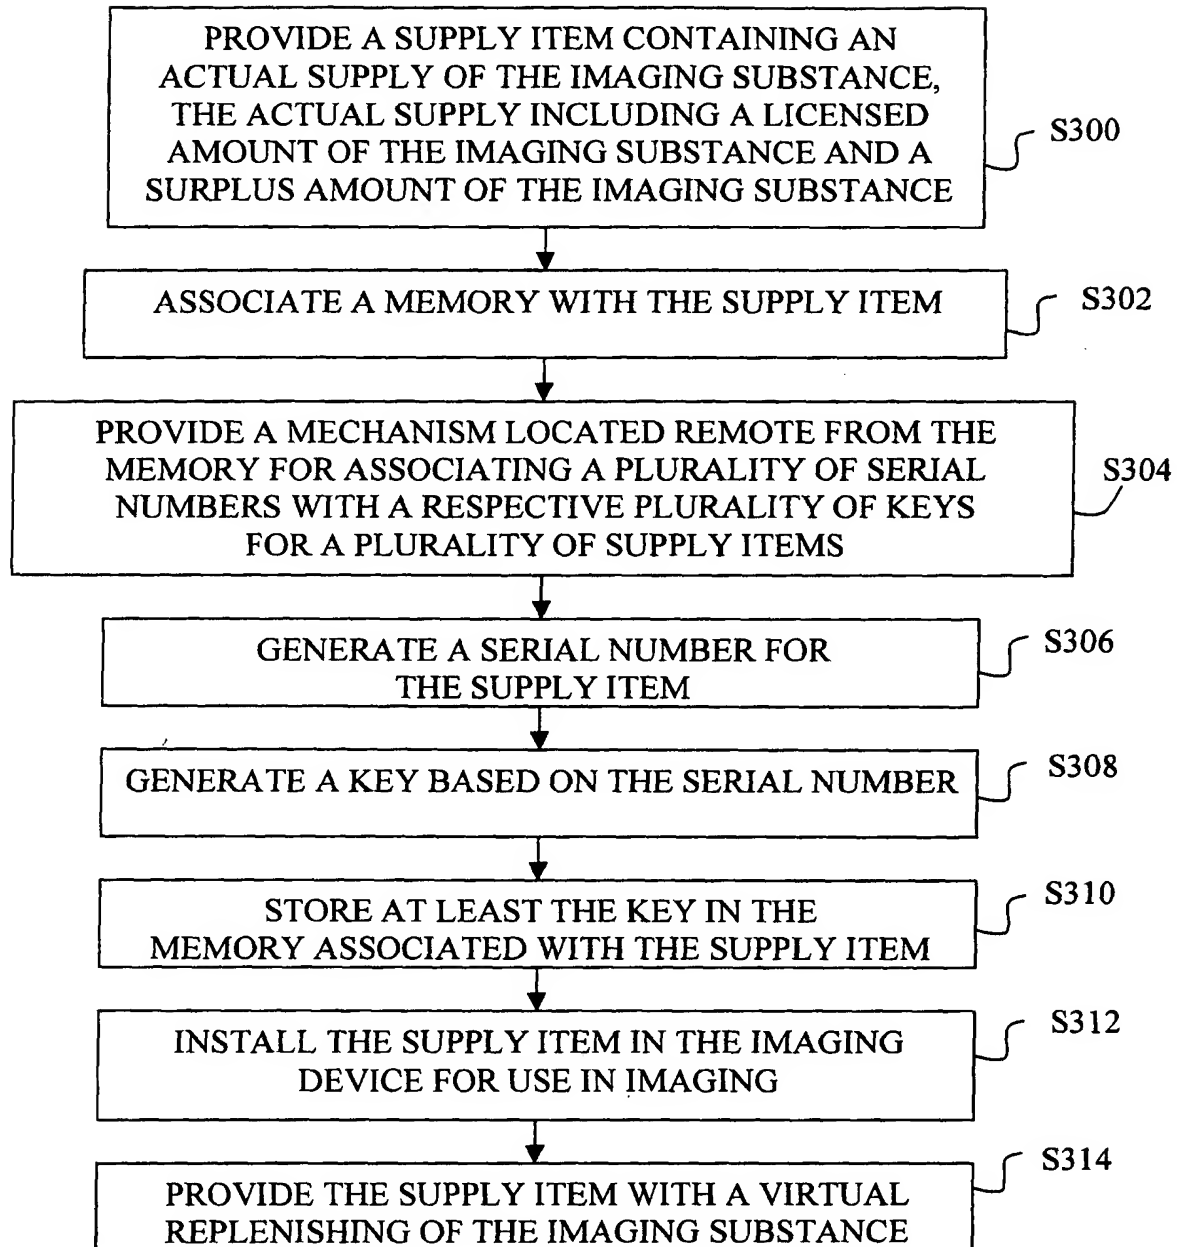 PROVIDE A SUPPLY ITEM CONTAINING AN
ACTUAL SUPPLY OF THE IMAGING SUBSTANCE,
THE ACTUAL SUPPLY INCLUDING A LICENSED
AMOUNT OF THE IMAGING SUBSTANCE AND A
SURPLUS AMOUNT OF THE IMAGING SUBSTANCE
S300
ASSOCIATE A MEMORY WITH THE SUPPLY ITEM
S302
PROVIDE A MECHANISM LOCATED REMOTE FROM THE
MEMORY FOR ASSOCIATING A PLURALITY OF SERIAL
NUMBERS WITH A RESPECTIVE PLURALITY OF KEYS
FOR A PLURALITY OF SUPPLY ITEMS
S304
GENERATE A SERIAL NUMBER FOR
THE SUPPLY ITEM
S306
GENERATE A KEY BASED ON THE SERIAL NUMBER
S308
STORE AT LEAST THE KEY IN THE
MEMORY ASSOCIATED WITH THE SUPPLY ITEM
S310
INSTALL THE SUPPLY ITEM IN THE IMAGING
DEVICE FOR USE IN IMAGING
S312
PROVIDE THE SUPPLY ITEM WITH A VIRTUAL
REPLENISHING OF THE IMAGING SUBSTANCE
S314